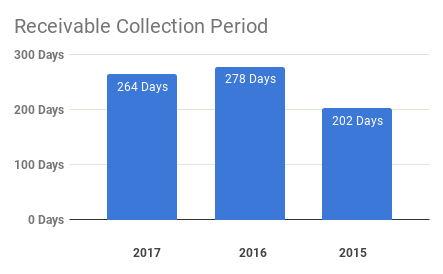 Receivable Collection Period
300 Days
264 Days
278 Days
200 Days
202 Days
100 Days
0 Days
2017 2016 2015